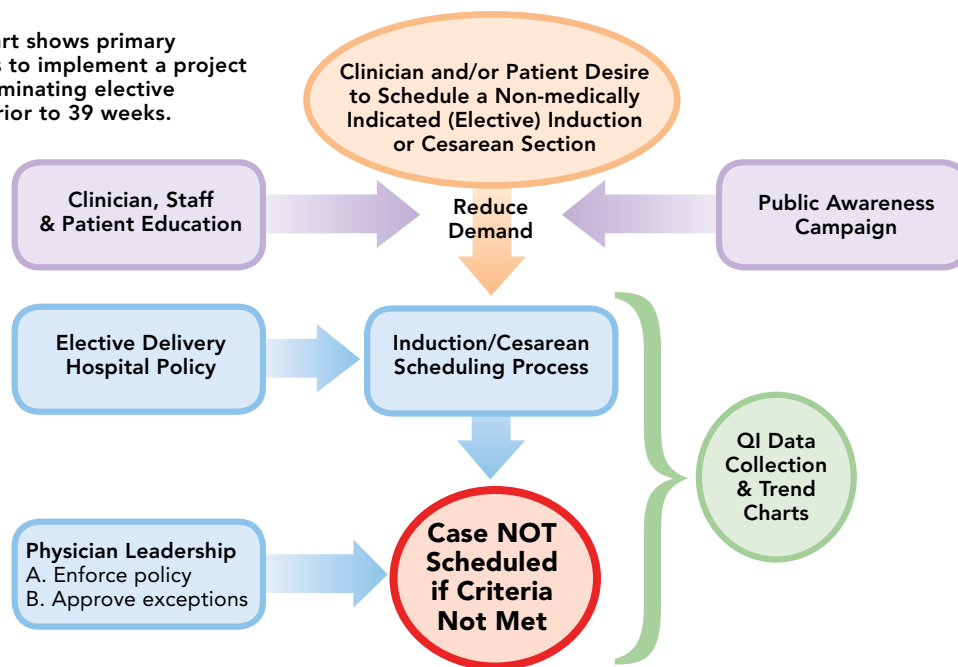 art shows primary
s to implement a project
minating elective
rior to 39 weeks.
Clinician and/or Patient Desire
to Schedule a Non-medically
Indicated (Elective) Induction
or Cesarean Section
Clinician, Staff
& Patient Education
Reduce
Demand
Public Awareness
Campaign
Elective Delivery
Hospital Policy
Induction/Cesarean
Scheduling Process
QI Data
Collection
& Trend
Charts
Physician Leadership
A. Enforce policy
B. Approve exceptions
Case NOT
Scheduled
if Criteria
Not Met